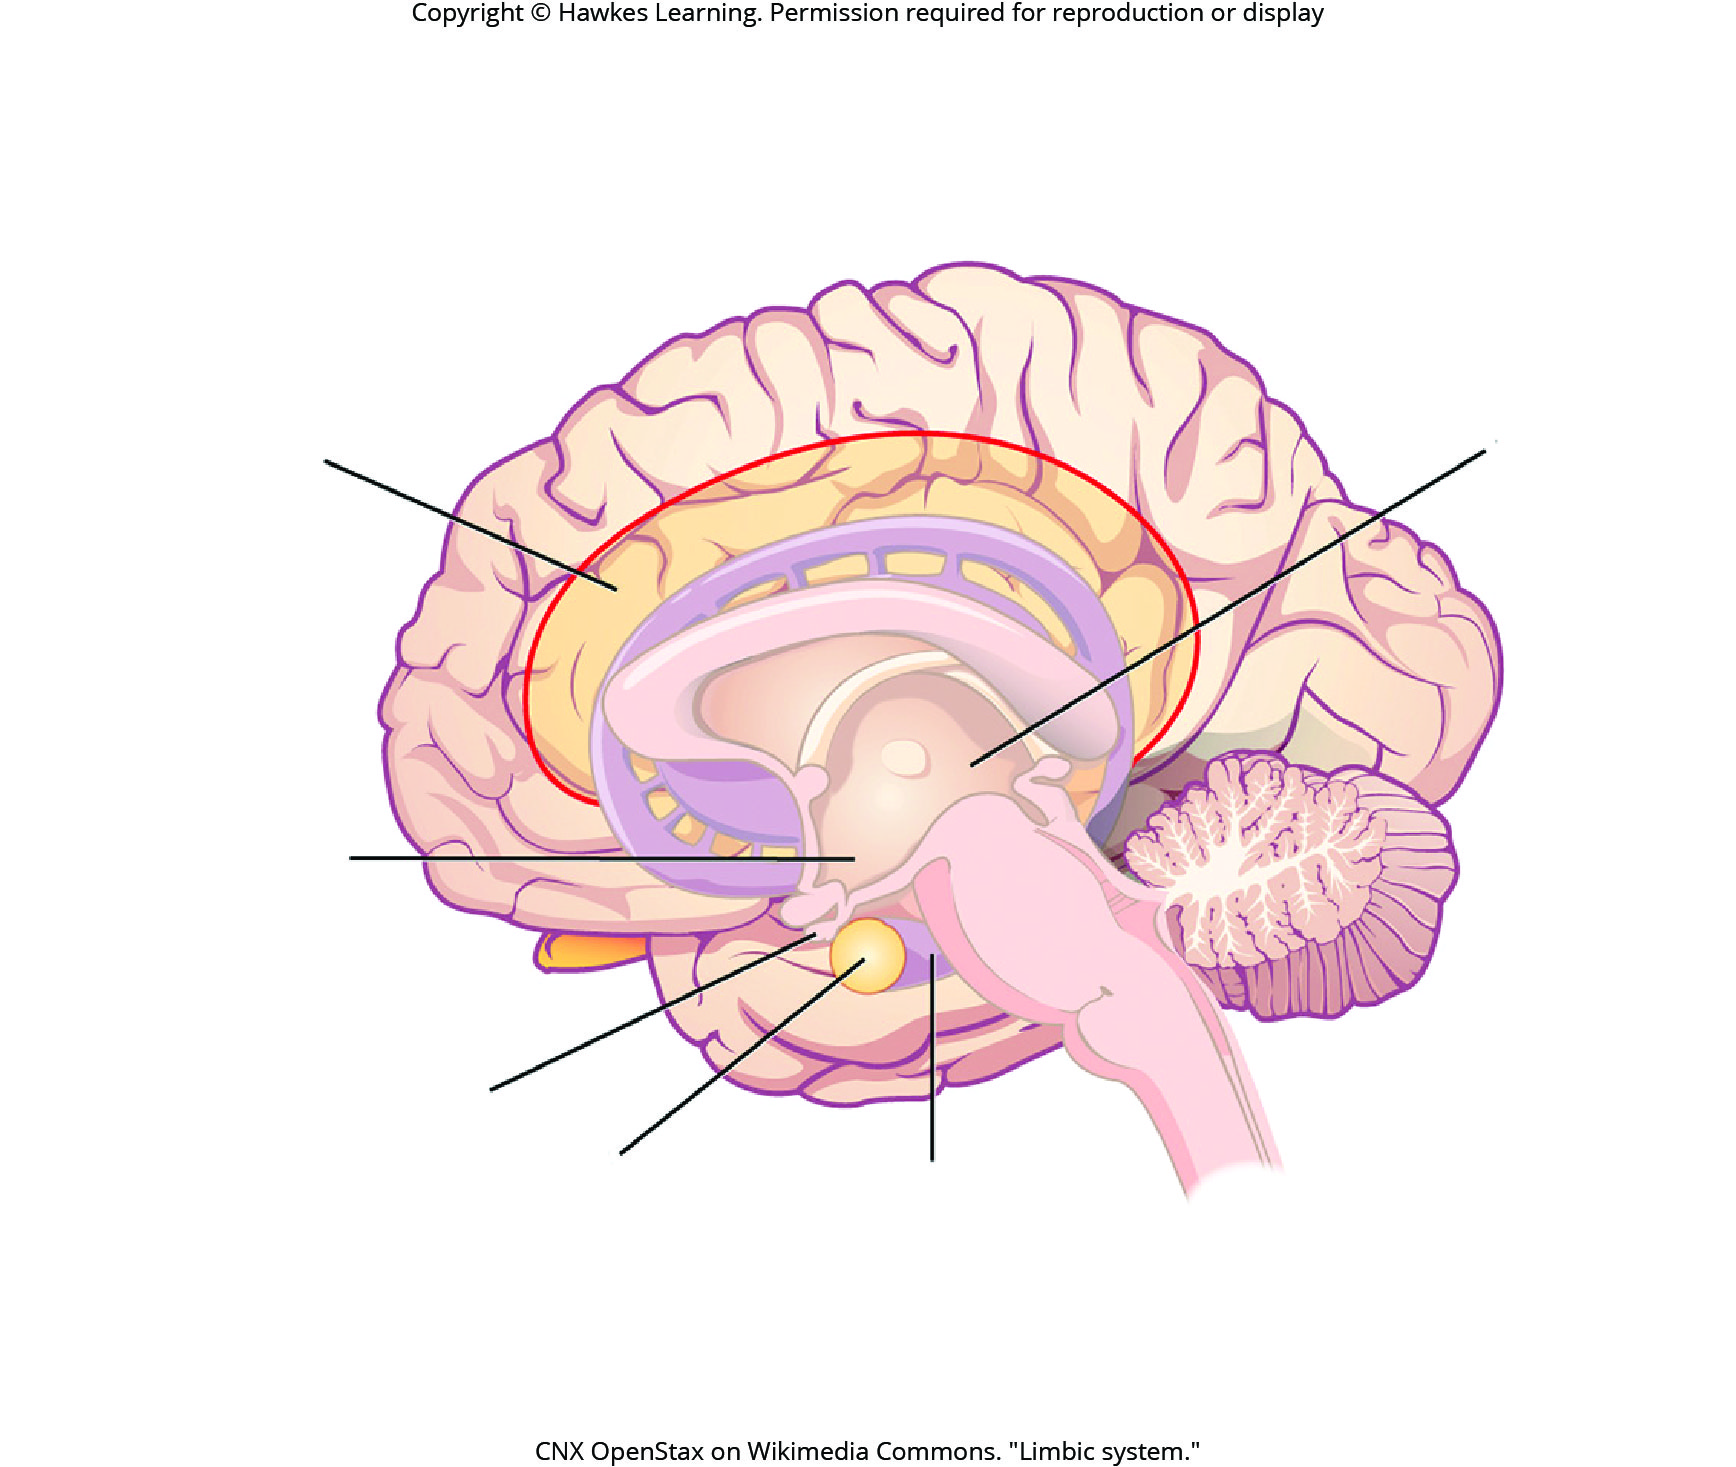 Copyright © Hawkes Learning. Permission required for reproduction or display
CNX OpenStax on Wikimedia Commons. "Limbic system."